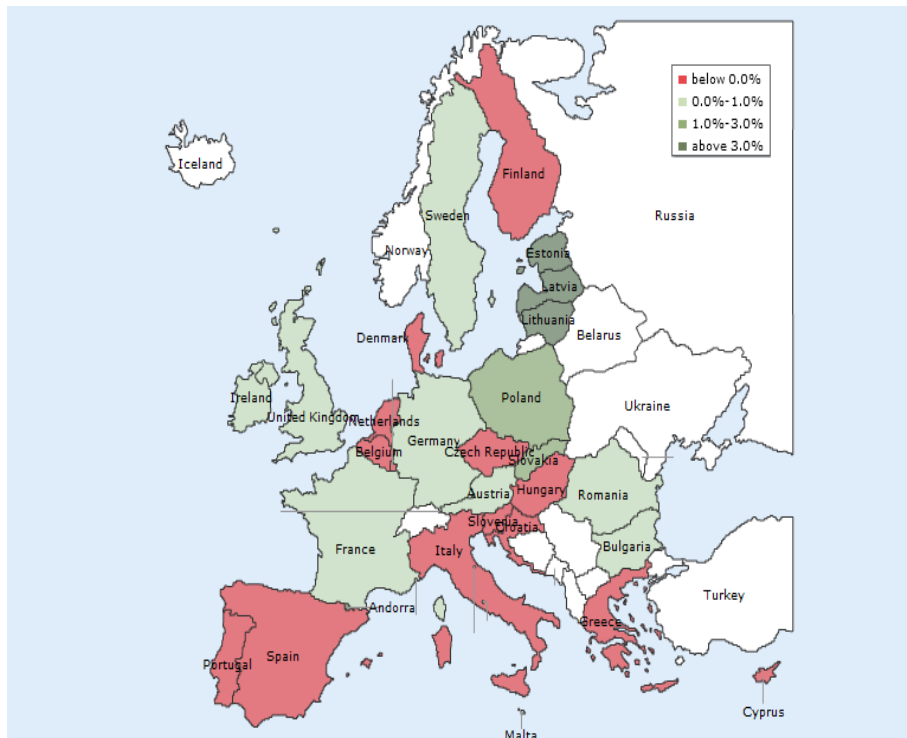 below 0.0%
0.0%-1.0%
1.0%-3.0%
above 3.0%
Iceland
Finland
Russia
Sweden
Norway
Estonia
Latvia
Lithuania
Denmark
Belarus
Ireland
United Kingdom
Netherlands
Poland
Ukraine
Germany
Belgium
Czech Republic
Slovakia
Austria
Hungary
Romania
Slovenia
Croatia
France
Italy
Bulgaria
Andorra
Turkey
Greece
Portugal
Spain
Cyprus
Malta